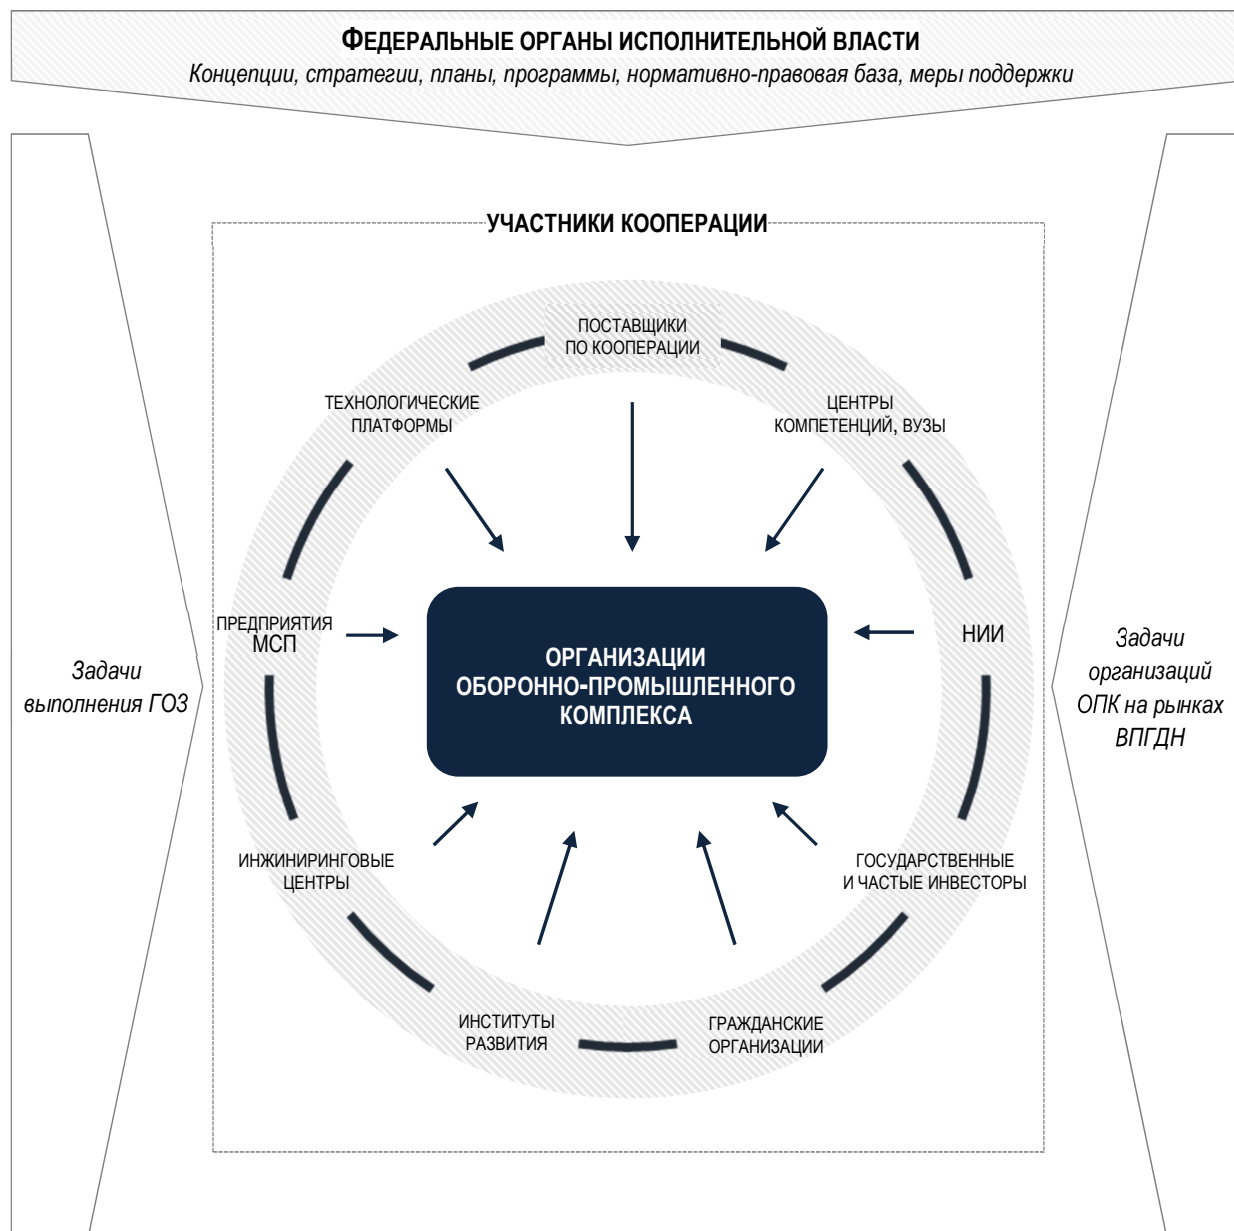 ФЕДЕРАЛЬНЫЕ ОРГАНЫ ИСПОЛНИТЕЛЬНОЙ ВЛАСТИ
Концепции, стратегии, планы, программы, нормативно-правовая база, меры поддержки
УЧАСТНИКИ КООПЕРАЦИИ
ПОСТАВЩИКИ
ПО КООПЕРАЦИИ
ТЕХНОЛОГИЧЕСКИЕ
ПЛАТФОРМЫ
ЦЕНТРЫ
КОМПЕТЕНЦИЙ, ВУЗЫ
ПРЕДПРИЯТИЯ
МСП
НИИ
ОРГАНИЗАЦИИ
ОБОРОННО-ПРОМЫШЛЕННОГО
КОМПЛЕКСА
Задачи
выполнения ГОЗ
Задачи
организаций
ОПК на рынках
ВПГДН
ИНЖИНИРИНГОВЫЕ
ЦЕНТРЫ
ГОСУДАРСТВЕННЫЕ
И ЧАСТЫЕ ИНВЕСТОРЫ
ИНСТИТУТЫ
РАЗВИТИЯ
ГРАЖДАНСКИЕ
ОРГАНИЗАЦИИ